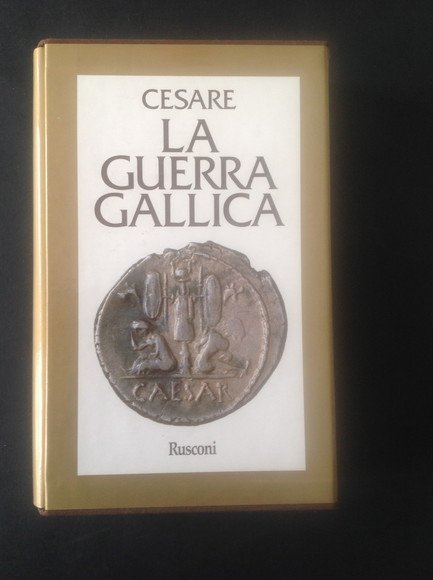 CESARE
LA
GUERRA
GALLICA
CAESAR
Rusconi